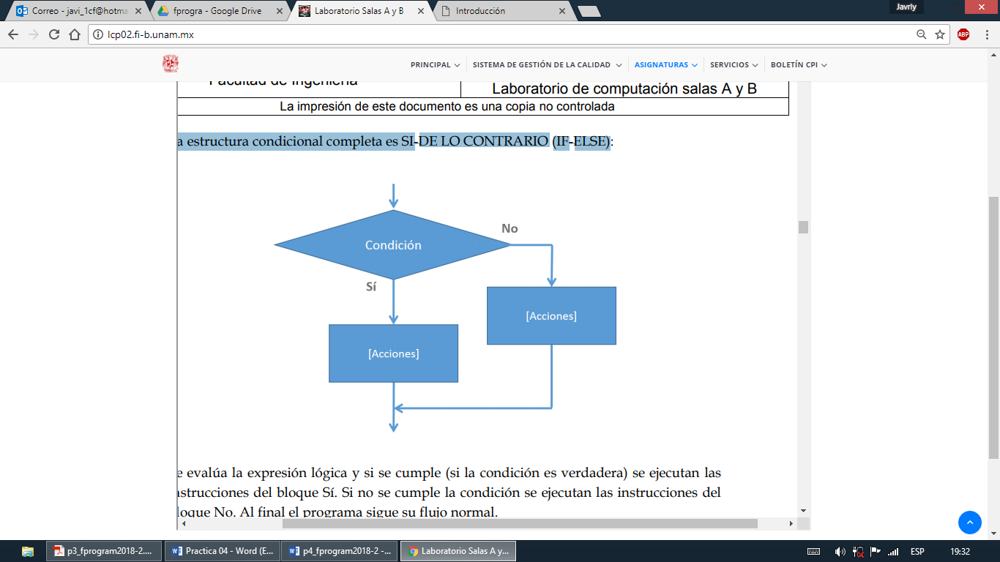 Correo - javi_1cf@hotma
fprogra - Google Drive
Laboratorio Salas A y B
Introducción
Javrly
lcp02.fi-b.unam.mx
ABP
PRINCIPAL
SISTEMA DE GESTIÓN DE LA CALIDAD
ASIGNATURAS
SERVICIOS
BOLETÍN CPI
Facultad de Ingeniería
Laboratorio de computación salas A y B
La impresión de este documento es una copia no controlada
a estructura condicional completa es SI-DE LO CONTRARIO (IF-ELSE):
No
Condición
Sí
[Acciones]
[Acciones]
e evalúa la expresión lógica y si se cumple (si la condición es verdadera) se ejecutan las
nstrucciones del bloque Sí. Si no se cumple la condición se ejecutan las instrucciones del
loque No. Al final el programa sigue su flujo normal.
p3_fprogram2018-2....
Practica 04 - Word (E...
p4_fprogram2018-2 -...
Laboratorio Salas A y...
ESP
19:32